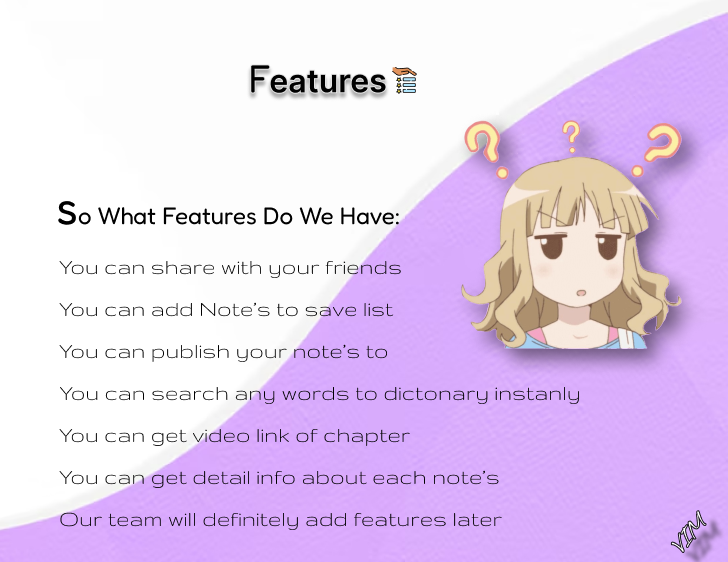 Features
So What Features Do We Have:
You can share with your friends
You can add Note's to save list
You can publish your note's to
You can search any words to dictonary instanly
You can get video link of chapter
You can get detail info about each note's
Our team will definitely add features later
VIM